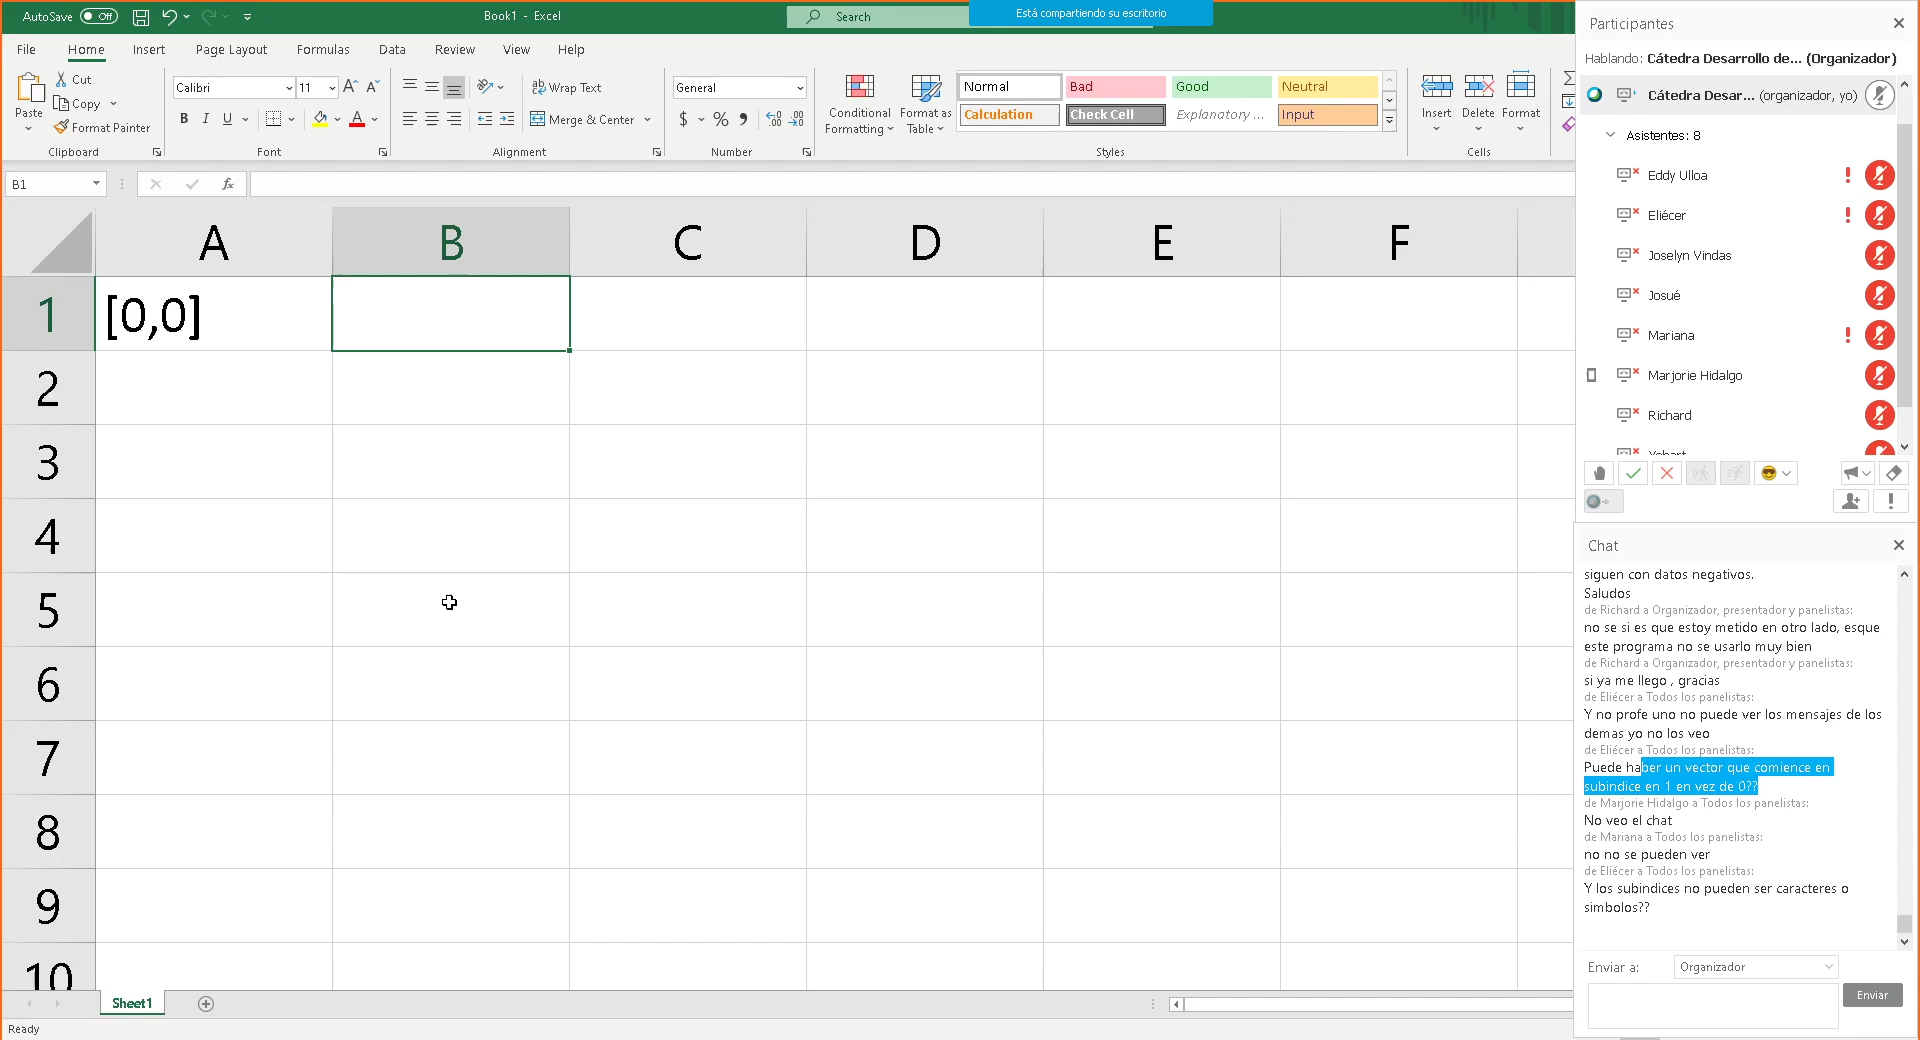 AutoSave Off
Book1 - Excel
Search
Está compartiendo su escritorio
File Home Insert Page Layout Formulas Data Review View Help
Paste
Cut
Copy
Format Painter
Clipboard
Calibri 11
B I U
Font
Wrap Text
Merge & Center
Alignment
General
$ % 9
Number
Conditional
Formatting
Format as
Table
Normal Bad Good Neutral
Calculation Check Cell Explanatory ... Input
Styles
Insert Delete Format
Cells
B1
fx
A B C D E F
1 [0,0]
2
3
4
5
6
7
8
9
10
Sheet1
Ready
Participantes
Hablando: Cátedra Desarrollo de... (Organizador)
Cátedra Desar... (organizador, yo)
Asistentes: 8
Eddy Ulloa
Eliécer
Joselyn Vindas
Josué
Mariana
Marjorie Hidalgo
Richard
Chat
siguen con datos negativos.
Saludos
de Richard a Organizador, presentador y panelistas:
no se si es que estoy metido en otro lado, esque
este programa no se usarlo muy bien
de Richard a Organizador, presentador y panelistas:
si ya me llego , gracias
de Eliécer a Todos los panelistas:
Y no profe uno no puede ver los mensajes de los
demas yo no los veo
de Eliécer a Todos los panelistas:
Puede haber un vector que comience en
subindice en 1 en vez de 0??
de Marjorie Hidalgo a Todos los panelistas:
No veo el chat
de Mariana a Todos los panelistas:
no no se pueden ver
de Eliécer a Todos los panelistas:
Y los subindices no pueden ser caracteres o
simbolos??
Enviar a: Organizador
Enviar